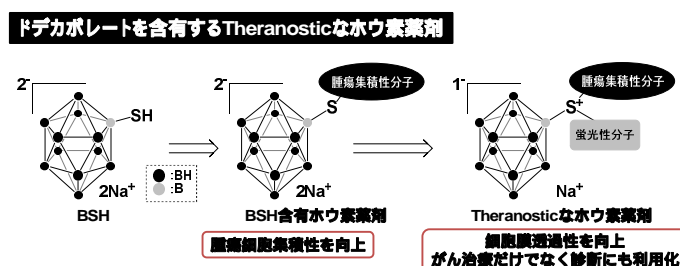 ドデカボレートを含有するTheranosticなホウ素薬剤
2-
SH
2Na+
:BH
:B
BSH
2-
腫瘍集積性分子
S
2Na+
BSH含有ホウ素薬剤
腫瘍細胞集積性を向上
1-
腫瘍集積性分子
S+
蛍光性分子
Na+
Theranosticなホウ素薬剤
細胞膜透過性を向上
がん治療だけでなく診断にも利用化